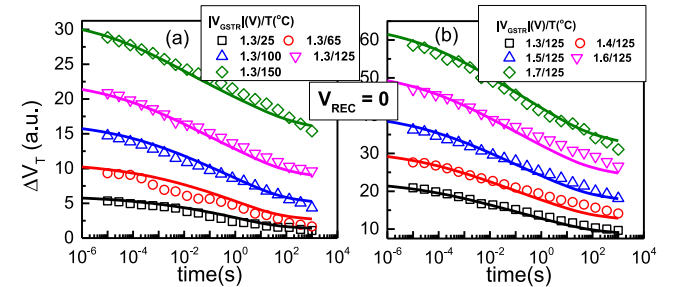 |V_GSTR|(V)/T(°C)
(a)
1.3/25 1.3/65
1.3/100 1.3/125
1.3/150
30
25
20
15
10
5
0
ΔV_T (a.u.)
10^-6 10^-4 10^-2 10^0 10^2 10^4
time(s)
V_REC = 0
|V_GSTR|(V)/T(°C)
(b)
1.3/125 1.4/125
1.5/125 1.6/125
1.7/125
60
40
30
20
10
10^-6 10^-4 10^-2 10^0 10^2 10^4
time(s)